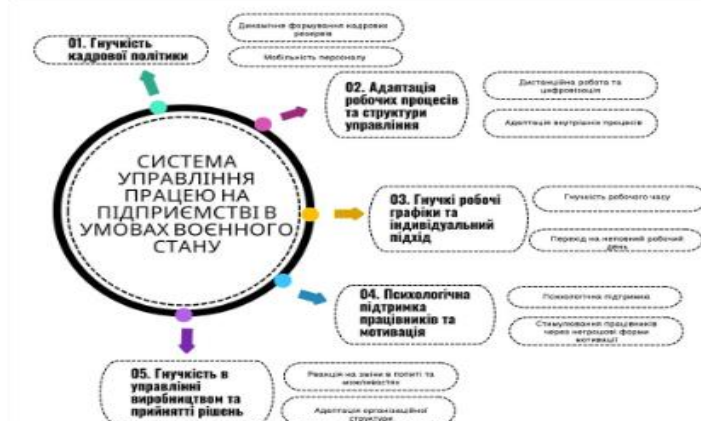 01. Гнучкість
кадрової політики
Динамічне формування кадрових
резервів
Мобільність персоналу
02. Адаптація
робочих процесів
та структури
управління
Дистанційна робота та
цифровізація
Адаптація внутрішніх процесів
СИСТЕМА
УПРАВЛІННЯ
ПРАЦЕЮ НА
ПІДПРИЄМСТВІ В
УМОВАХ ВОЄННОГО
СТАНУ
03. Гнучкі робочі
графіки та
індивідуальний
підхід
Гнучкість робочого часу
Перехід на неповний робочий
день
04. Психологічна
підтримка
працівників та
мотивація
Психологічна підтримка
Стимулювання працівників
через негрошові форми
мотивації
05. Гнучкість в
управлінні
виробництвом та
прийнятті рішень
Реакція на зміни в попиті та
можливостях
Адаптація організаційної
структури